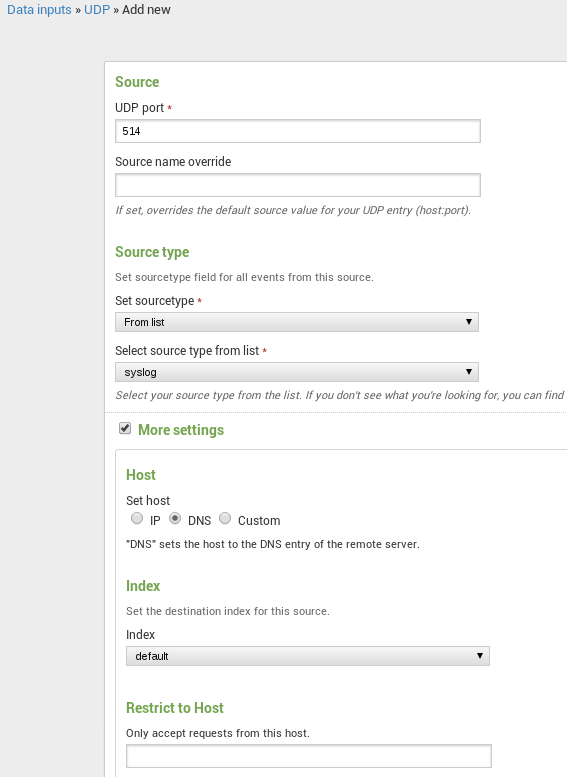 Data inputs » UDP » Add new
Source
UDP port *
514
Source name override
If set, overrides the default source value for your UDP entry (host:port).
Source type
Set sourcetype field for all events from this source.
Set sourcetype *
From list
Select source type from list *
syslog
Select your source type from the list. If you don't see what you're looking for, you can find
More settings
Host
Set host
IP DNS Custom
"DNS" sets the host to the DNS entry of the remote server.
Index
Set the destination index for this source.
Index
default
Restrict to Host
Only accept requests from this host.